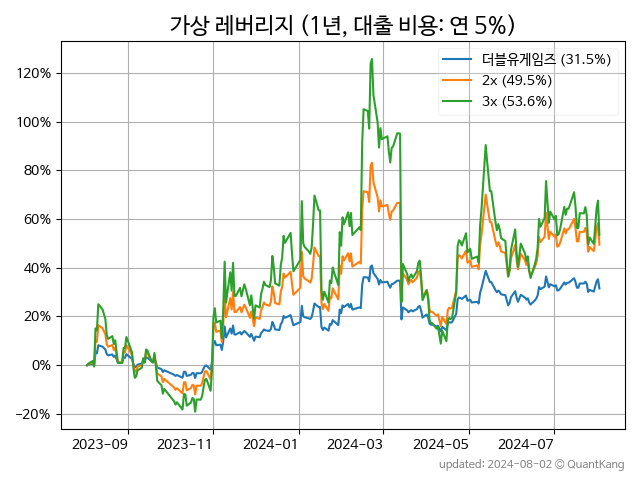 가상 레버리지 (1년, 대출 비용: 연 5%)
더블유게임즈 (31.5%)
2x (49.5%)
3x (53.6%)
120%
100%
80%
60%
40%
20%
0%
−20%
2023-09
2023-11
2024-01
2024-03
2024-05
2024-07
updated: 2024-08-02 © QuantKang